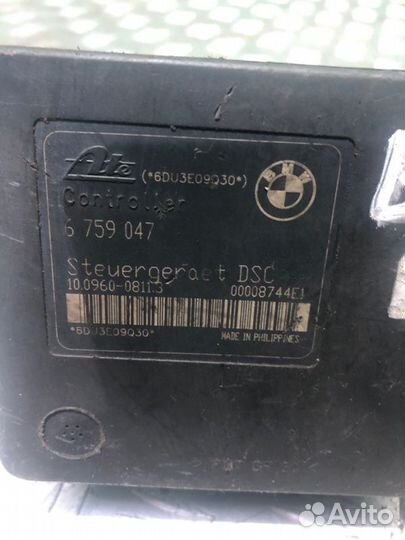 Ate (*6DU3E09Q30*)
BMW
Controller
6 759 047
Steuergeraet DSC
10.0960-0811.3 00008744E1
*6DU3E09Q30* MADE IN PHILIPPINES
Avito